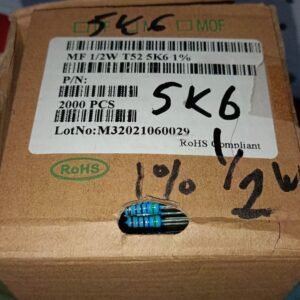 5K6
MOF
MF 1/2W T52 5K6 1%
P/N:
2000 PCS
LotNo:M32021060029
RoHS Compliant
5K6
RoHS
1%
1/2W